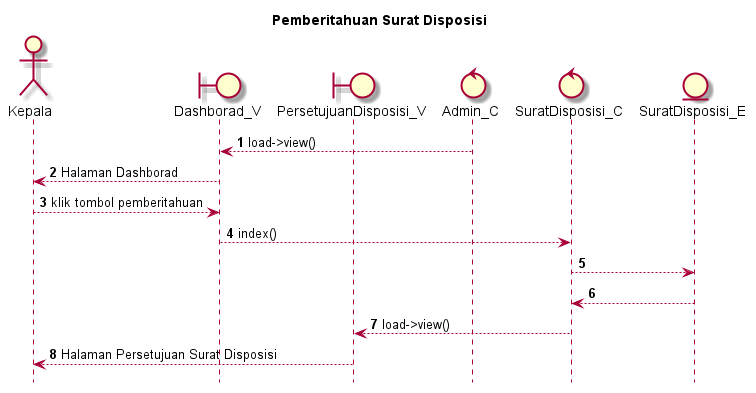 Pemberitahuan Surat Disposisi
Kepala
Dashborad_V
PersetujuanDisposisi_V
Admin_C
SuratDisposisi_C
SuratDisposisi_E
1 load->view()
2 Halaman Dashborad
3 klik tombol pemberitahuan
4 index()
5
6
7 load->view()
8 Halaman Persetujuan Surat Disposisi